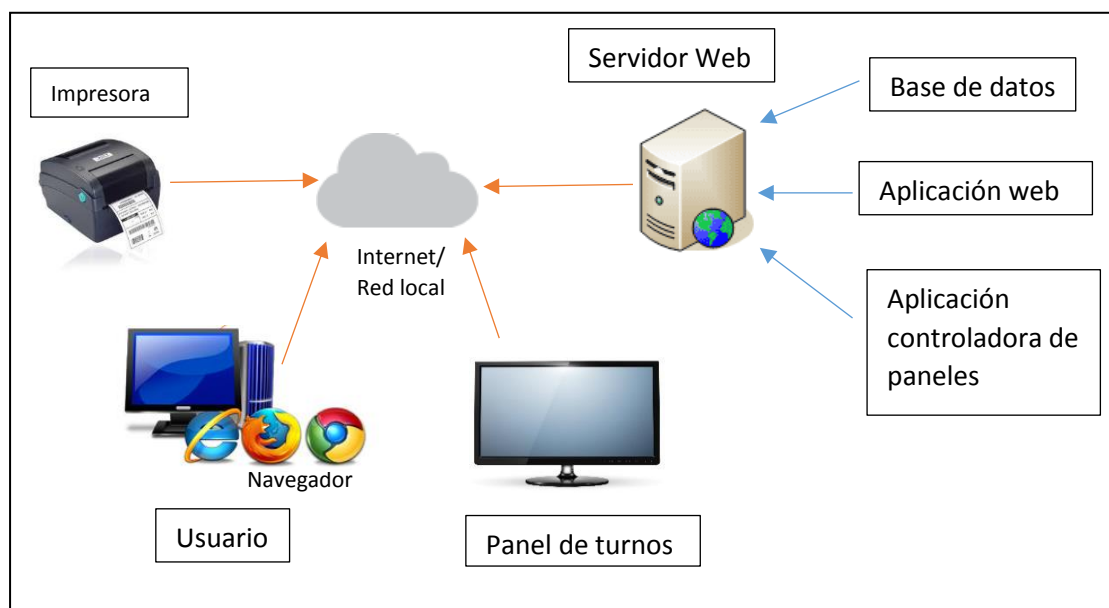 Servidor Web
Impresora
Base de datos
Aplicación web
Internet/
Red local
Aplicación
controladora de
paneles
Navegador
Usuario
Panel de turnos